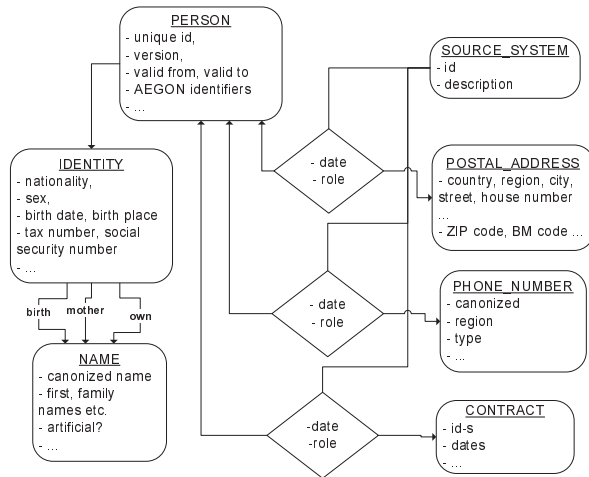 PERSON
- unique id,
- version,
- valid from, valid to
- AEGON identifiers
- ...
SOURCE_SYSTEM
- id
- description
IDENTITY
- nationality,
- sex,
- birth date, birth place
- tax number, social
security number
- ...
- date
- role
POSTAL_ADDRESS
- country, region, city,
street, house number
...
- ZIP code, BM code ...
birth
mother
own
- date
- role
PHONE_NUMBER
- canonized
- region
- type
- ...
NAME
- canonized name
- first, family
names etc.
- artificial?
- ...
-date
-role
CONTRACT
- id-s
- dates
- ...